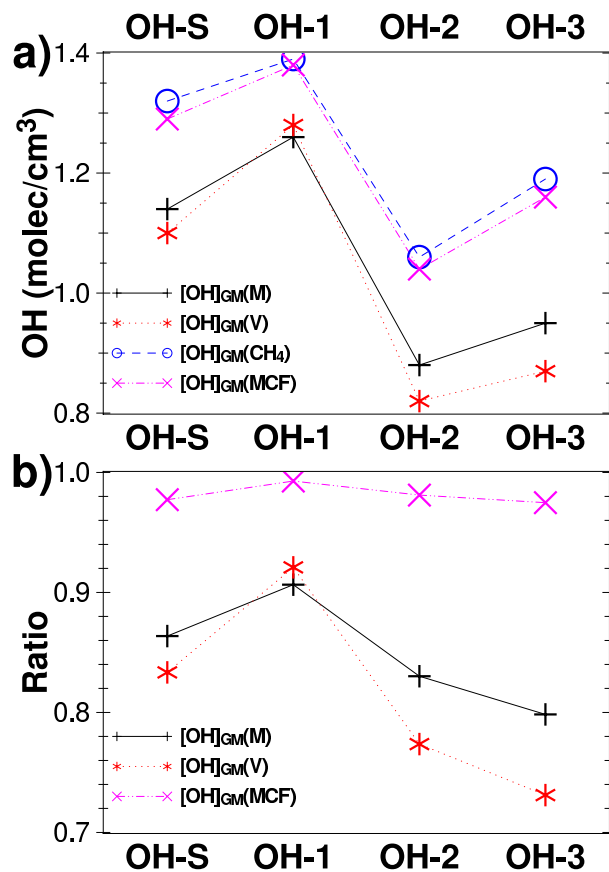 OH-S OH-1 OH-2 OH-3
a)
OH (molec/cm³)
1.4
1.2
1.0
0.8
[OH]GM(M)
[OH]GM(V)
[OH]GM(CH₄)
[OH]GM(MCF)
OH-S OH-1 OH-2 OH-3
b)
Ratio
1.0
0.9
0.8
0.7
[OH]GM(M)
[OH]GM(V)
[OH]GM(MCF)
OH-S OH-1 OH-2 OH-3